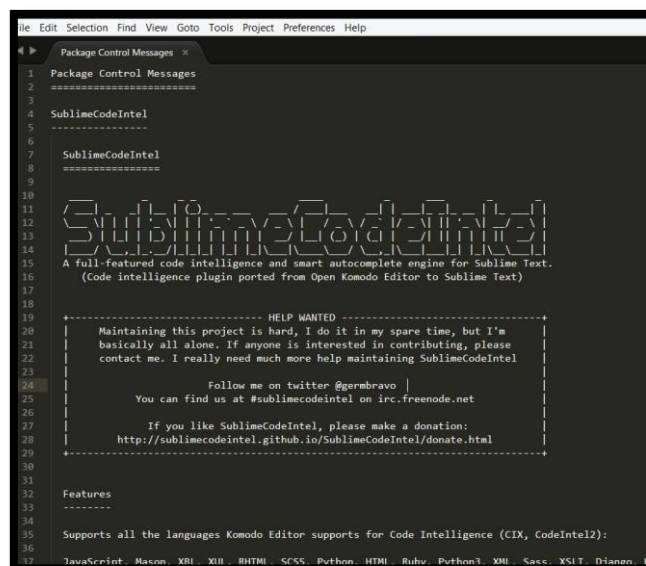 File Edit Selection Find View Goto Tools Project Preferences Help
Package Control Messages ×
1 Package Control Messages
2 ========================
3
4 SublimeCodeIntel
5 ----------------
6
7 SublimeCodeIntel
8 ================
9
10
11
12 SublimeCodeIntel
13
14
15 A full-featured code intelligence and smart autocomplete engine for Sublime Text.
16 (Code intelligence plugin ported from Open Komodo Editor to Sublime Text)
17
18
19 +-------------------------------- HELP WANTED ---------------------------------+
20 | Maintaining this project is hard, I do it in my spare time, but I'm |
21 | basically all alone. If anyone is interested in contributing, please |
22 | contact me. I really need much more help maintaining SublimeCodeIntel |
23 | |
24 | Follow me on twitter @germbravo |
25 | You can find us at #sublimecodeintel on irc.freenode.net |
26 | |
27 | If you like SublimeCodeIntel, please make a donation: |
28 | http://sublimecodeintel.github.io/SublimeCodeIntel/donate.html |
29 +------------------------------------------------------------------------------+
30
31
32 Features
33 --------
34
35 Supports all the languages Komodo Editor supports for Code Intelligence (CIX, CodeIntel2):
36
37 JavaScript, Mason, XBL, XUL, RHTML, SCSS, Python, HTML, Ruby, Python3, XML, Sass, XSLT, Django,